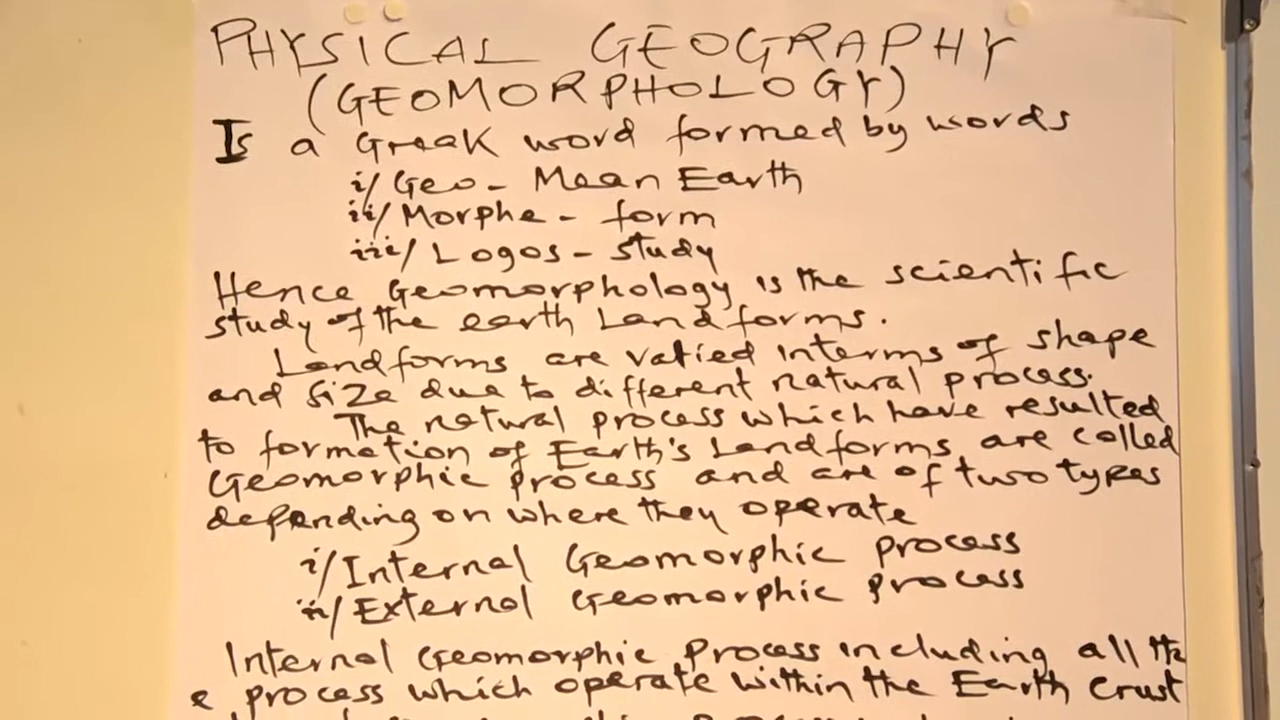 PHYSICAL GEOGRAPHY
(GEOMORPHOLOGY)
Is a Greek word formed by words
i/ Geo - Mean Earth
ii/ Morphe - form
iii/ Logos - study
Hence Geomorphology is the scientific
study of the earth Landforms.
Landforms are varied interms of shape
and size due to different natural process.
The natural process which have resulted
to formation of Earth's Landforms are called
Geomorphic process and are of two types
depending on where they operate
i/ Internal Geomorphic process
ii/ External Geomorphic process
Internal Geomorphic Process including all the
process which operate within the Earth crust